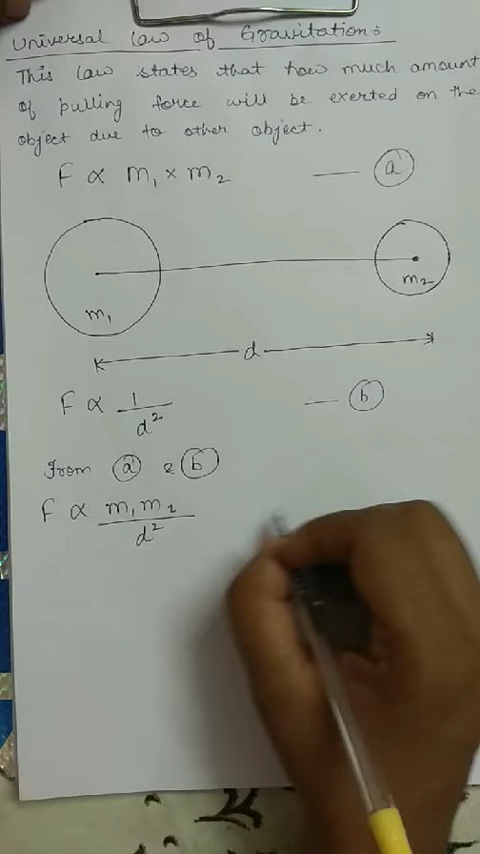 Universal Law of Gravitation:
This law states that how much amount
of pulling force will be exerted on the
object due to other object.
F ∝ m₁ × m₂ — (a)
m₁ m₂
d
F ∝ 1/d² — (b)
From (a) & (b)
F ∝ m₁m₂/d²